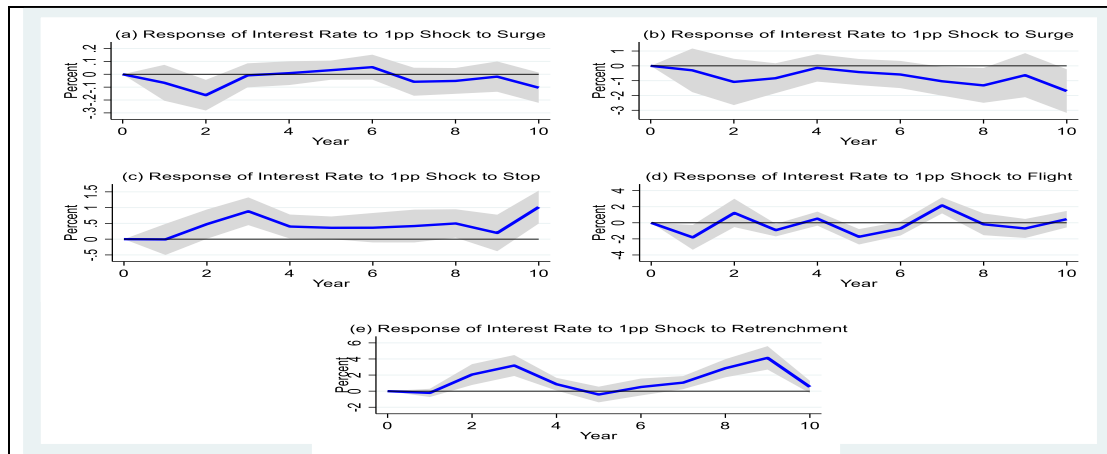 (a) Response of Interest Rate to 1pp Shock to Surge
Percent
.2
.1
0
-.1
-.2
-.3
0 2 4 6 8 10
Year
(b) Response of Interest Rate to 1pp Shock to Surge
Percent
1
0
-1
-2
-3
0 2 4 6 8 10
Year
(c) Response of Interest Rate to 1pp Shock to Stop
Percent
1.5
1
.5
0
-.5
0 2 4 6 8 10
Year
(d) Response of Interest Rate to 1pp Shock to Flight
Percent
4
2
0
-2
-4
0 2 4 6 8 10
Year
(e) Response of Interest Rate to 1pp Shock to Retrenchment
Percent
6
4
2
0
-2
0 2 4 6 8 10
Year